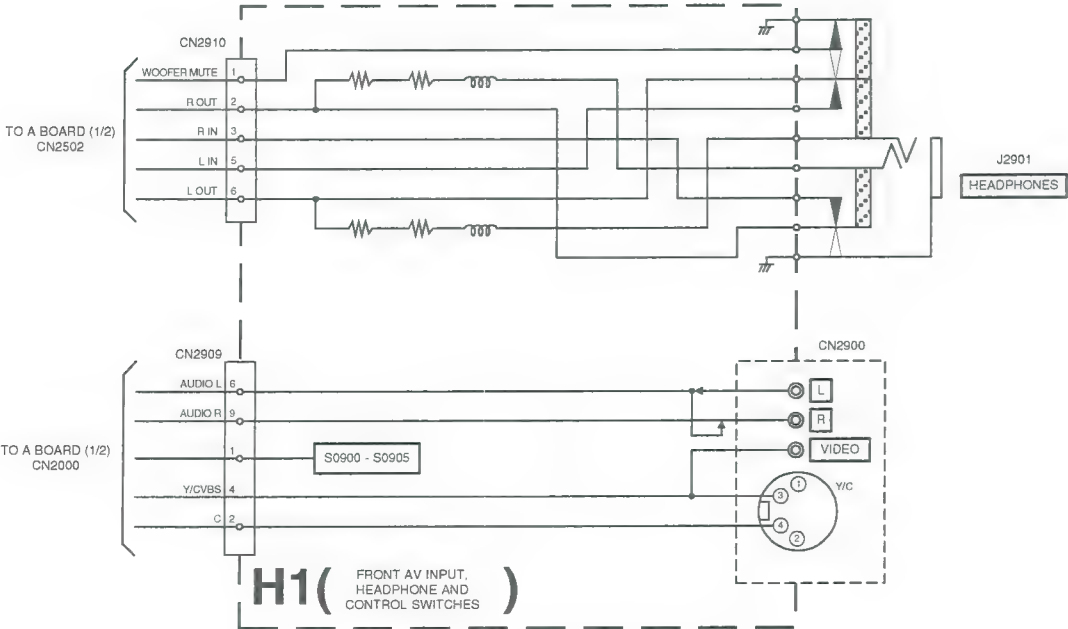 CN2910
WOOFER MUTE 1
R OUT 2
R IN 3
L IN 5
L OUT 6
TO A BOARD (1/2)
CN2502
J2901
HEADPHONES
CN2909
AUDIO L 6
AUDIO R 9
1
Y/CVBS 4
C 2
TO A BOARD (1/2)
CN2000
S0900 - S0905
CN2900
L
R
VIDEO
Y/C
1
3
4
2
H1( FRONT AV INPUT, )
HEADPHONE AND
CONTROL SWITCHES